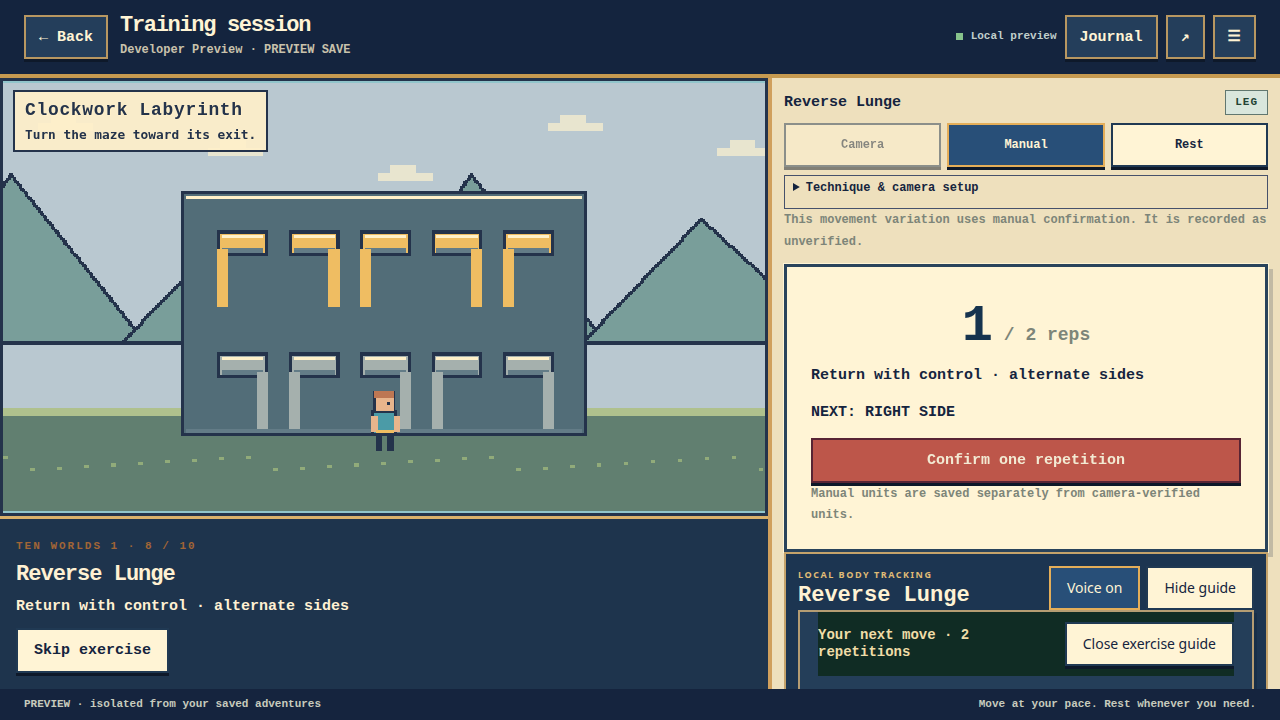 ← Back
Training session
Developer Preview · PREVIEW SAVE
Local preview
Journal
↗
☰
Clockwork Labyrinth
Turn the maze toward its exit.
TEN WORLDS 1 · 8 / 10
Reverse Lunge
Return with control · alternate sides
Skip exercise
Reverse Lunge
LEG
Camera
Manual
Rest
▶ Technique & camera setup
This movement variation uses manual confirmation. It is recorded as
unverified.
1 / 2 reps
Return with control · alternate sides
NEXT: RIGHT SIDE
Confirm one repetition
Manual units are saved separately from camera-verified
units.
LOCAL BODY TRACKING
Reverse Lunge
Voice on
Hide guide
Your next move · 2
repetitions
Close exercise guide
PREVIEW · isolated from your saved adventures
Move at your pace. Rest whenever you need.